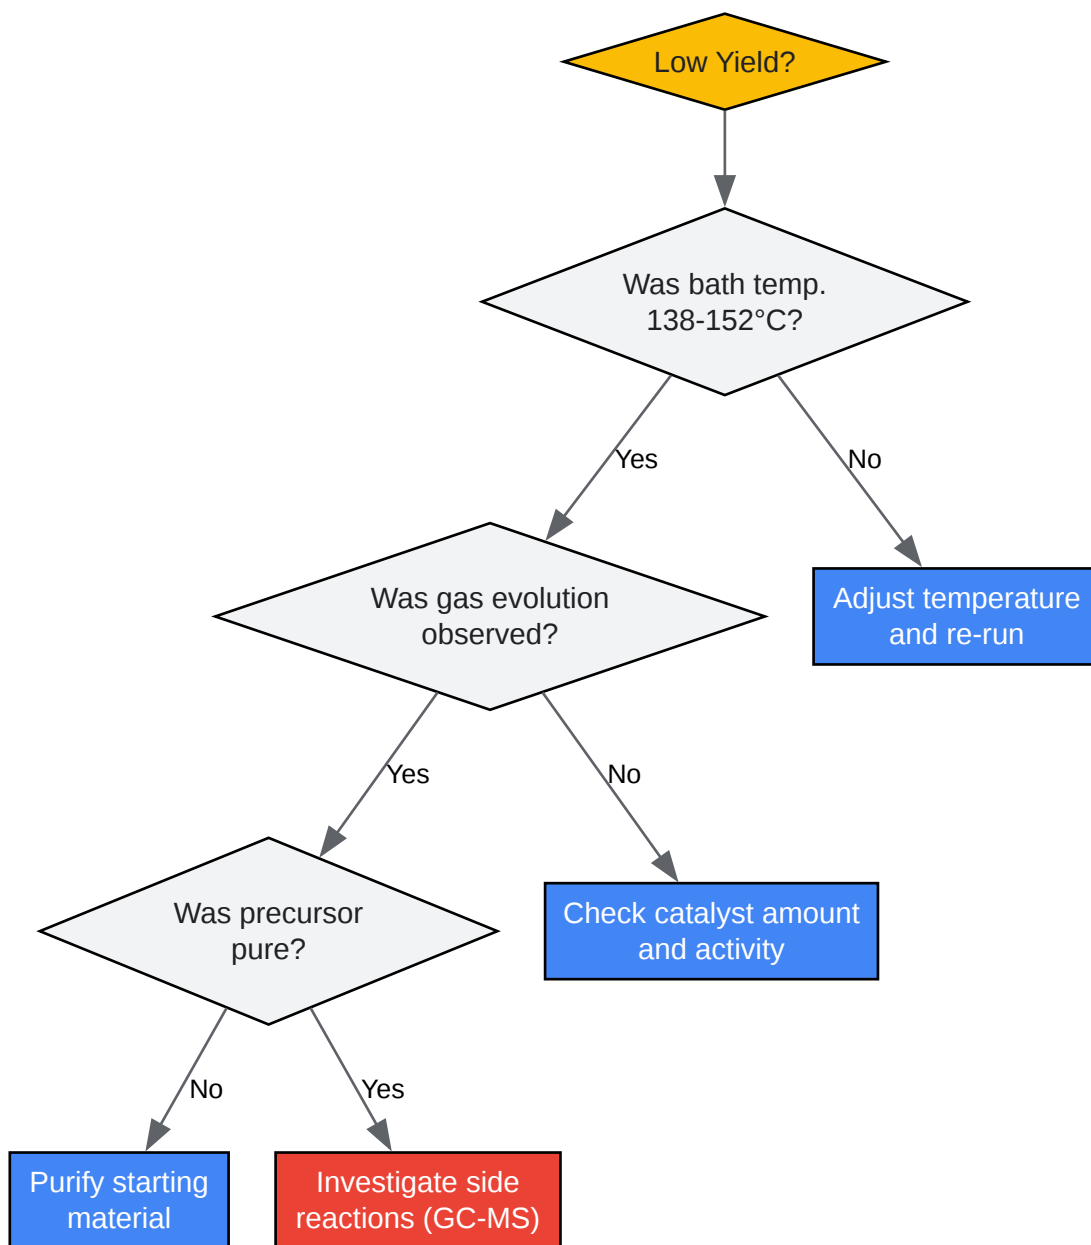 Low Yield?
Was bath temp.
138-152°C?
Yes
No
Was gas evolution
observed?
Adjust temperature
and re-run
Yes
No
Was precursor
pure?
Check catalyst amount
and activity
No
Yes
Purify starting
material
Investigate side
reactions (GC-MS)